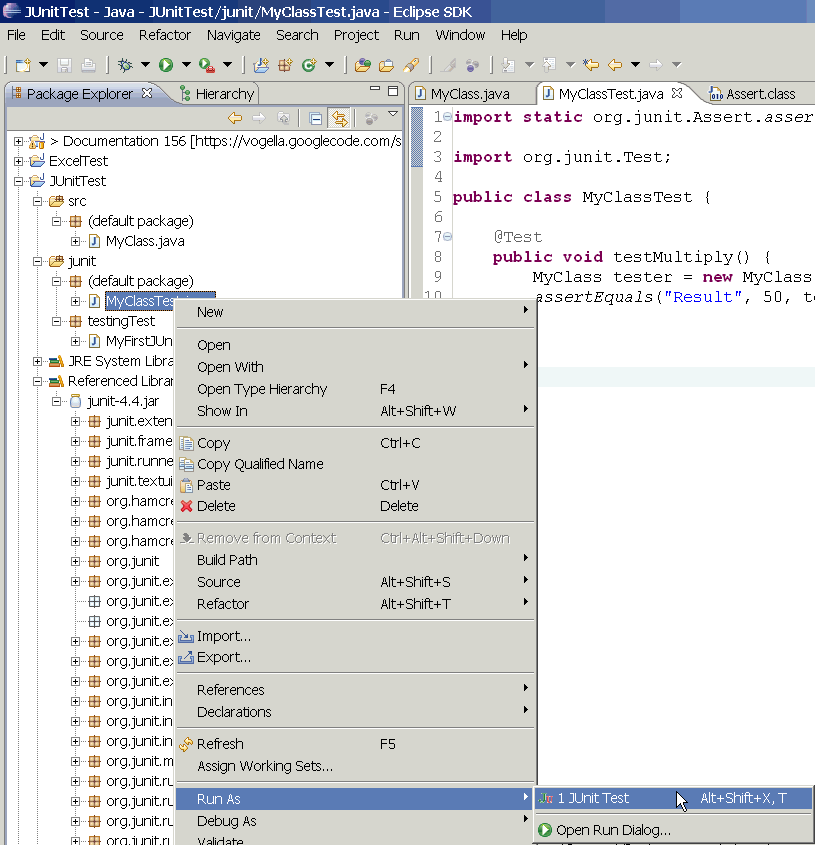 JUnitTest - Java - JUnitTest/junit/MyClassTest.java - Eclipse SDK
File Edit Source Refactor Navigate Search Project Run Window Help
Package Explorer Hierarchy
> Documentation 156 [https://vogella.googlecode.com/s
ExcelTest
JUnitTest
src
(default package)
MyClass.java
junit
(default package)
MyClassTest
testingTest
MyFirstJUn
JRE System Libra
Referenced Librar
junit-4.4.jar
junit.exten
junit.frame
junit.runne
junit.textui
org.hamcre
org.hamcre
org.hamcre
org.junit
org.junit.ex
org.junit.ex
org.junit.ex
org.junit.ex
org.junit.ex
org.junit.ex
org.junit.in
org.junit.in
org.junit.in
org.junit.m
org.junit.ru
org.junit.ru
org.junit.ru
org.junit.ru
MyClass.java MyClassTest.java Assert.class
1 import static org.junit.Assert.asser
2
3 import org.junit.Test;
4
5 public class MyClassTest {
6
7 @Test
8 public void testMultiply() {
9 MyClass tester = new MyClass
10 assertEquals("Result", 50, te
New
Open
Open With
Open Type Hierarchy F4
Show In Alt+Shift+W
Copy Ctrl+C
Copy Qualified Name
Paste Ctrl+V
Delete Delete
Remove from Context Ctrl+Alt+Shift+Down
Build Path
Source Alt+Shift+S
Refactor Alt+Shift+T
Import...
Export...
References
Declarations
Refresh F5
Assign Working Sets...
Run As
Debug As
Validate
1 JUnit Test Alt+Shift+X, T
Open Run Dialog...